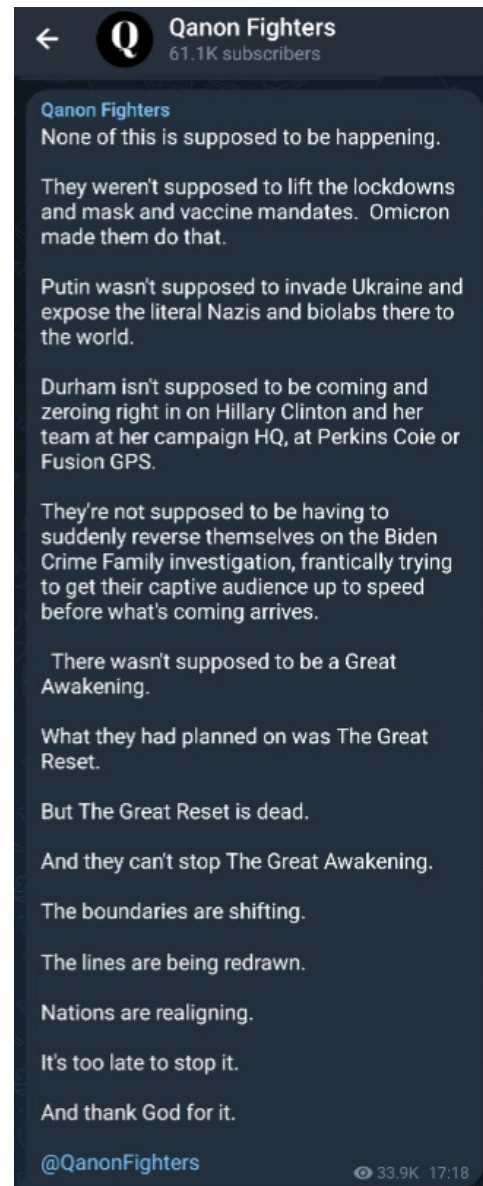 Q
Qanon Fighters
61.1K subscribers
Qanon Fighters
None of this is supposed to be happening.
They weren't supposed to lift the lockdowns
and mask and vaccine mandates.  Omicron
made them do that.
Putin wasn't supposed to invade Ukraine and
expose the literal Nazis and biolabs there to
the world.
Durham isn't supposed to be coming and
zeroing right in on Hillary Clinton and her
team at her campaign HQ, at Perkins Coie or
Fusion GPS.
They're not supposed to be having to
suddenly reverse themselves on the Biden
Crime Family investigation, frantically trying
to get their captive audience up to speed
before what's coming arrives.
There wasn't supposed to be a Great
Awakening.
What they had planned on was The Great
Reset.
But The Great Reset is dead.
And they can't stop The Great Awakening.
The boundaries are shifting.
The lines are being redrawn.
Nations are realigning.
It's too late to stop it.
And thank God for it.
@QanonFighters
33.9K 17:18